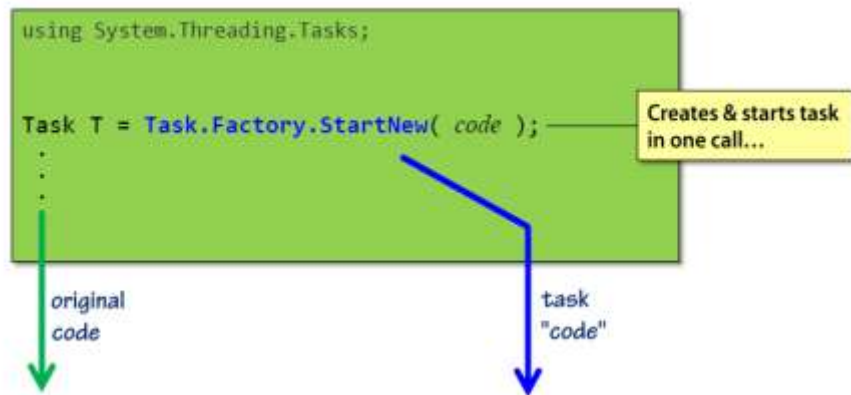 using System.Threading.Tasks;
Task T = Task.Factory.StartNew( code );
Creates & starts task
in one call...
.
.
.
original
code
task
"code"